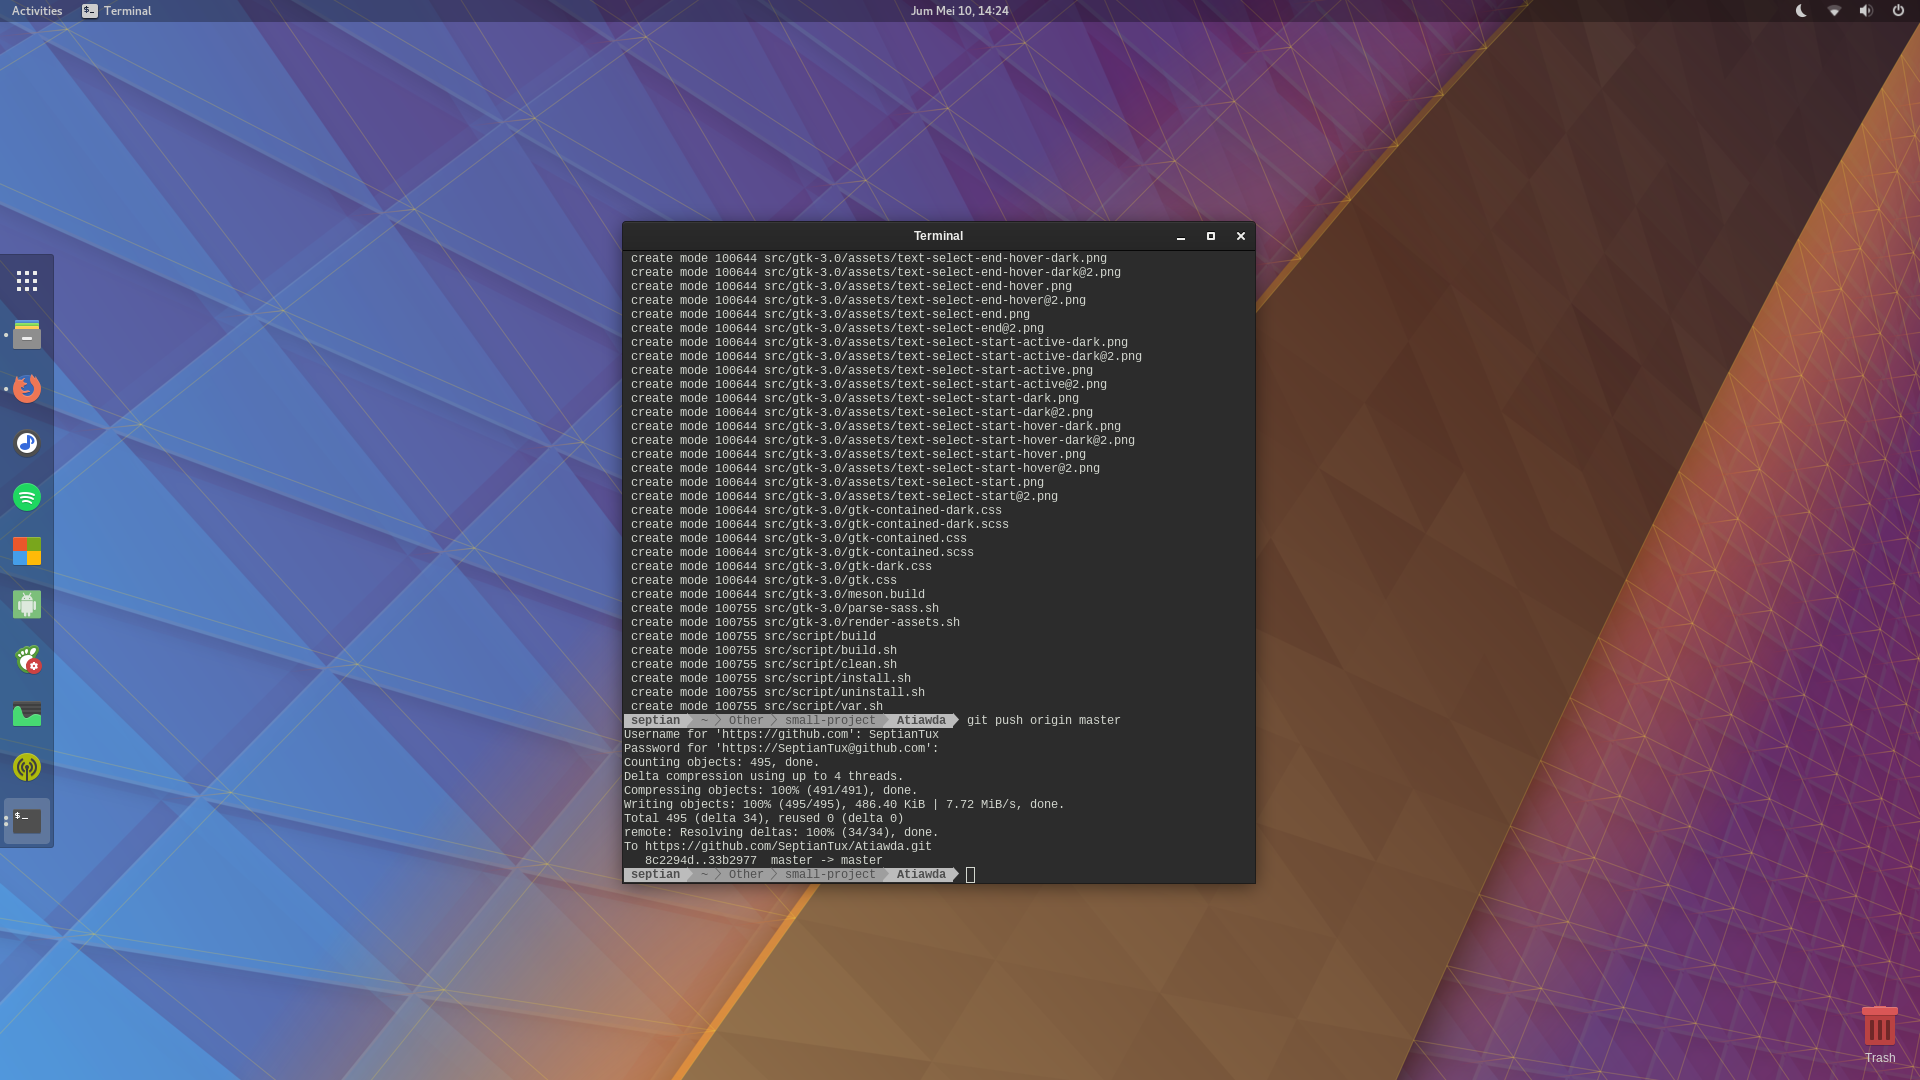 Activities
Terminal
Jum Mei 10, 14:24
Terminal
create mode 100644 src/gtk-3.0/assets/text-select-end-hover-dark.png
create mode 100644 src/gtk-3.0/assets/text-select-end-hover-dark@2.png
create mode 100644 src/gtk-3.0/assets/text-select-end-hover.png
create mode 100644 src/gtk-3.0/assets/text-select-end-hover@2.png
create mode 100644 src/gtk-3.0/assets/text-select-end.png
create mode 100644 src/gtk-3.0/assets/text-select-end@2.png
create mode 100644 src/gtk-3.0/assets/text-select-start-active-dark.png
create mode 100644 src/gtk-3.0/assets/text-select-start-active-dark@2.png
create mode 100644 src/gtk-3.0/assets/text-select-start-active.png
create mode 100644 src/gtk-3.0/assets/text-select-start-active@2.png
create mode 100644 src/gtk-3.0/assets/text-select-start-dark.png
create mode 100644 src/gtk-3.0/assets/text-select-start-dark@2.png
create mode 100644 src/gtk-3.0/assets/text-select-start-hover-dark.png
create mode 100644 src/gtk-3.0/assets/text-select-start-hover-dark@2.png
create mode 100644 src/gtk-3.0/assets/text-select-start-hover.png
create mode 100644 src/gtk-3.0/assets/text-select-start-hover@2.png
create mode 100644 src/gtk-3.0/assets/text-select-start.png
create mode 100644 src/gtk-3.0/assets/text-select-start@2.png
create mode 100644 src/gtk-3.0/gtk-contained-dark.css
create mode 100644 src/gtk-3.0/gtk-contained-dark.scss
create mode 100644 src/gtk-3.0/gtk-contained.css
create mode 100644 src/gtk-3.0/gtk-contained.scss
create mode 100644 src/gtk-3.0/gtk-dark.css
create mode 100644 src/gtk-3.0/gtk.css
create mode 100644 src/gtk-3.0/meson.build
create mode 100755 src/gtk-3.0/parse-sass.sh
create mode 100755 src/gtk-3.0/render-assets.sh
create mode 100755 src/script/build
create mode 100755 src/script/build.sh
create mode 100755 src/script/clean.sh
create mode 100755 src/script/install.sh
create mode 100755 src/script/uninstall.sh
create mode 100755 src/script/var.sh
septian ~ Other small-project Atiawda git push origin master
Username for 'https://github.com': SeptianTux
Password for 'https://SeptianTux@github.com':
Counting objects: 495, done.
Delta compression using up to 4 threads.
Compressing objects: 100% (491/491), done.
Writing objects: 100% (495/495), 486.40 KiB | 7.72 MiB/s, done.
Total 495 (delta 34), reused 0 (delta 0)
remote: Resolving deltas: 100% (34/34), done.
To https://github.com/SeptianTux/Atiawda.git
8c2294d..33b2977  master -> master
septian ~ Other small-project Atiawda
Trash